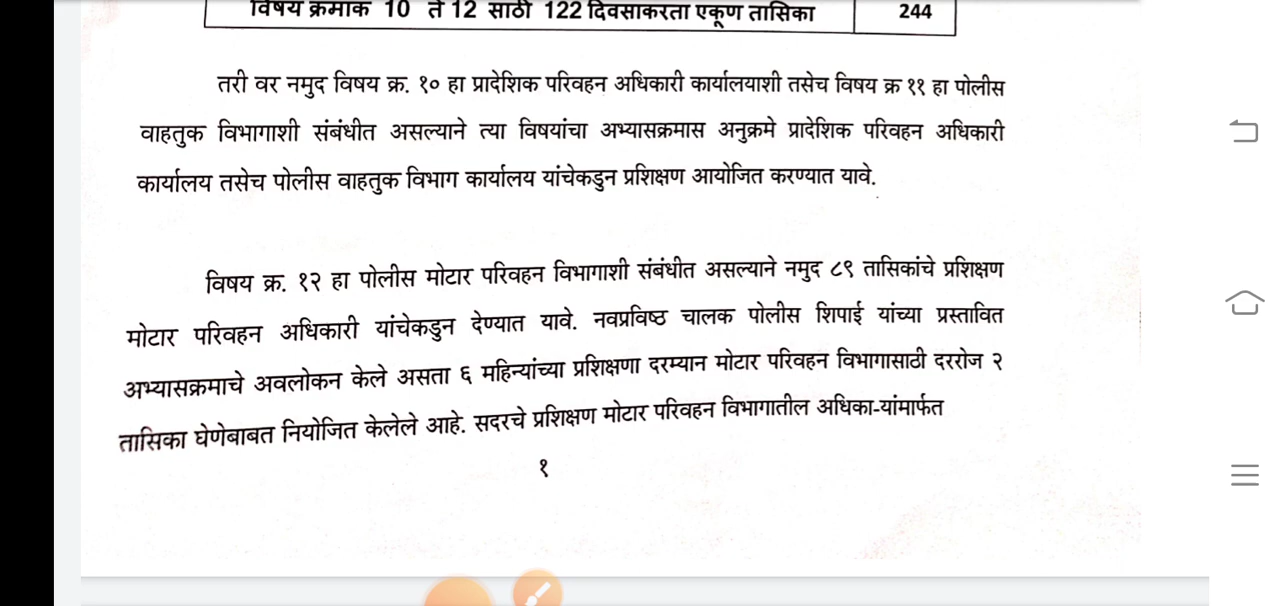 विषय क्रमांक 10 ते 12 साठी 122 दिवसाकरता एकूण तासिका 244
तरी वर नमुद विषय क्र. १० हा प्रादेशिक परिवहन अधिकारी कार्यालयाशी तसेच विषय क्र ११ हा पोलीस
वाहतुक विभागाशी संबंधीत असल्याने त्या विषयांचा अभ्यासक्रमास अनुक्रमे प्रादेशिक परिवहन अधिकारी
कार्यालय तसेच पोलीस वाहतुक विभाग कार्यालय यांचेकडुन प्रशिक्षण आयोजित करण्यात यावे.
विषय क्र. १२ हा पोलीस मोटार परिवहन विभागाशी संबंधीत असल्याने नमुद ८९ तासिकांचे प्रशिक्षण
मोटार परिवहन अधिकारी यांचेकडुन देण्यात यावे. नवप्रविष्ठ चालक पोलीस शिपाई यांच्या प्रस्तावित
अभ्यासक्रमाचे अवलोकन केले असता ६ महिन्यांच्या प्रशिक्षणा दरम्यान मोटार परिवहन विभागासाठी दररोज २
तासिका घेणेबाबत नियोजित केलेले आहे. सदरचे प्रशिक्षण मोटार परिवहन विभागातील अधिका-यांमार्फत
१